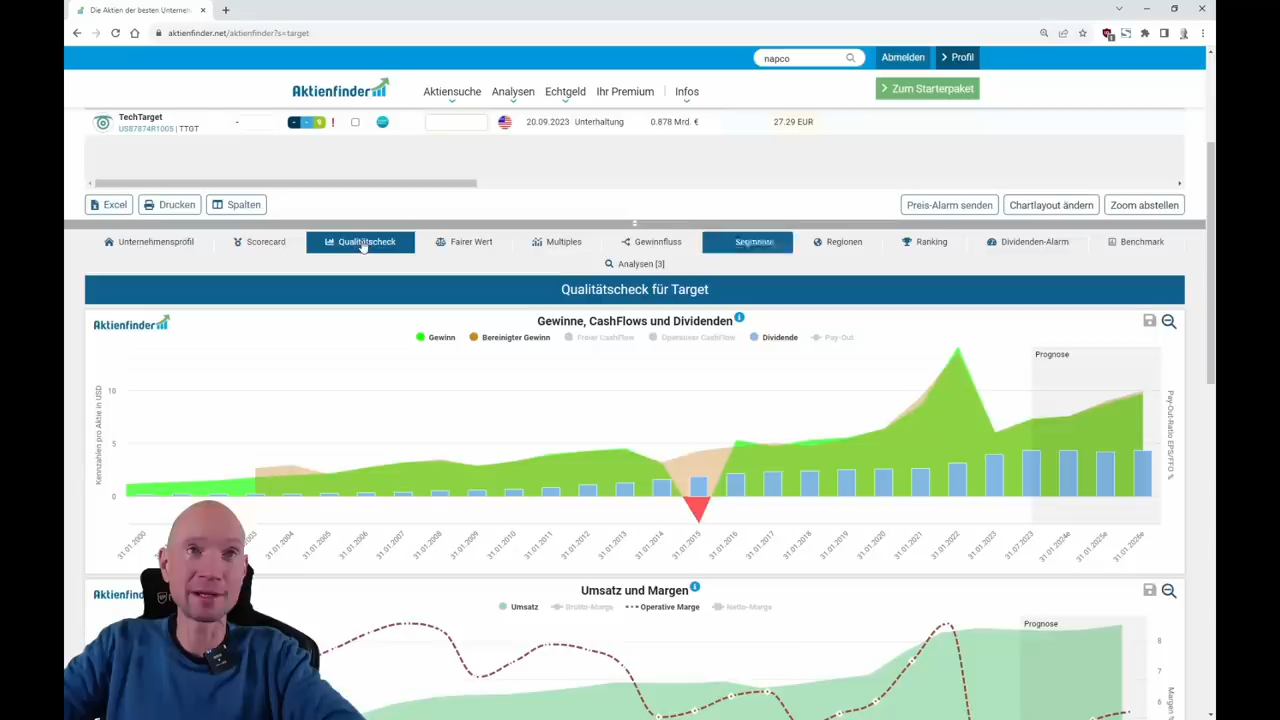 Die Aktien der besten Unterneh
aktienfinder.net/aktienfinder?s=target
napco
Abmelden
Profil
Aktienfinder
Aktiensuche
Analysen
Echtgeld
Ihr Premium
Infos
Zum Starterpaket
TechTarget
US87874R1005 | TTGT
-
- - 9 !
20.09.2023
Unterhaltung
0.878 Mrd. €
27.29 EUR
Excel
Drucken
Spalten
Preis-Alarm senden
Chartlayout ändern
Zoom abstellen
Unternehmensprofil
Scorecard
Qualitätscheck
Fairer Wert
Multiples
Gewinnfluss
Segmente
Regionen
Ranking
Dividenden-Alarm
Benchmark
Analysen [3]
Qualitätscheck für Target
Aktienfinder
Gewinne, CashFlows und Dividenden
Gewinn
Bereinigter Gewinn
Freier CashFlow
Operativer CashFlow
Dividende
Pay-Out
Prognose
Kennzahlen pro Aktie in USD
10
5
0
Pay-Out-Ratio EPS/FFO %
31.01.2000
31.01.2004
31.01.2005
31.01.2006
31.01.2007
31.01.2008
31.01.2009
31.01.2010
31.01.2011
31.01.2012
31.01.2013
31.01.2014
31.01.2015
31.01.2016
31.01.2017
31.01.2018
31.01.2019
31.01.2020
31.01.2021
31.01.2022
31.01.2023
31.07.2023
31.01.2024e
31.01.2025e
31.01.2026e
Aktienfind
Umsatz und Margen
Umsatz
Brutto-Marge
Operative Marge
Netto-Marge
Prognose
8
7
6
Margen %